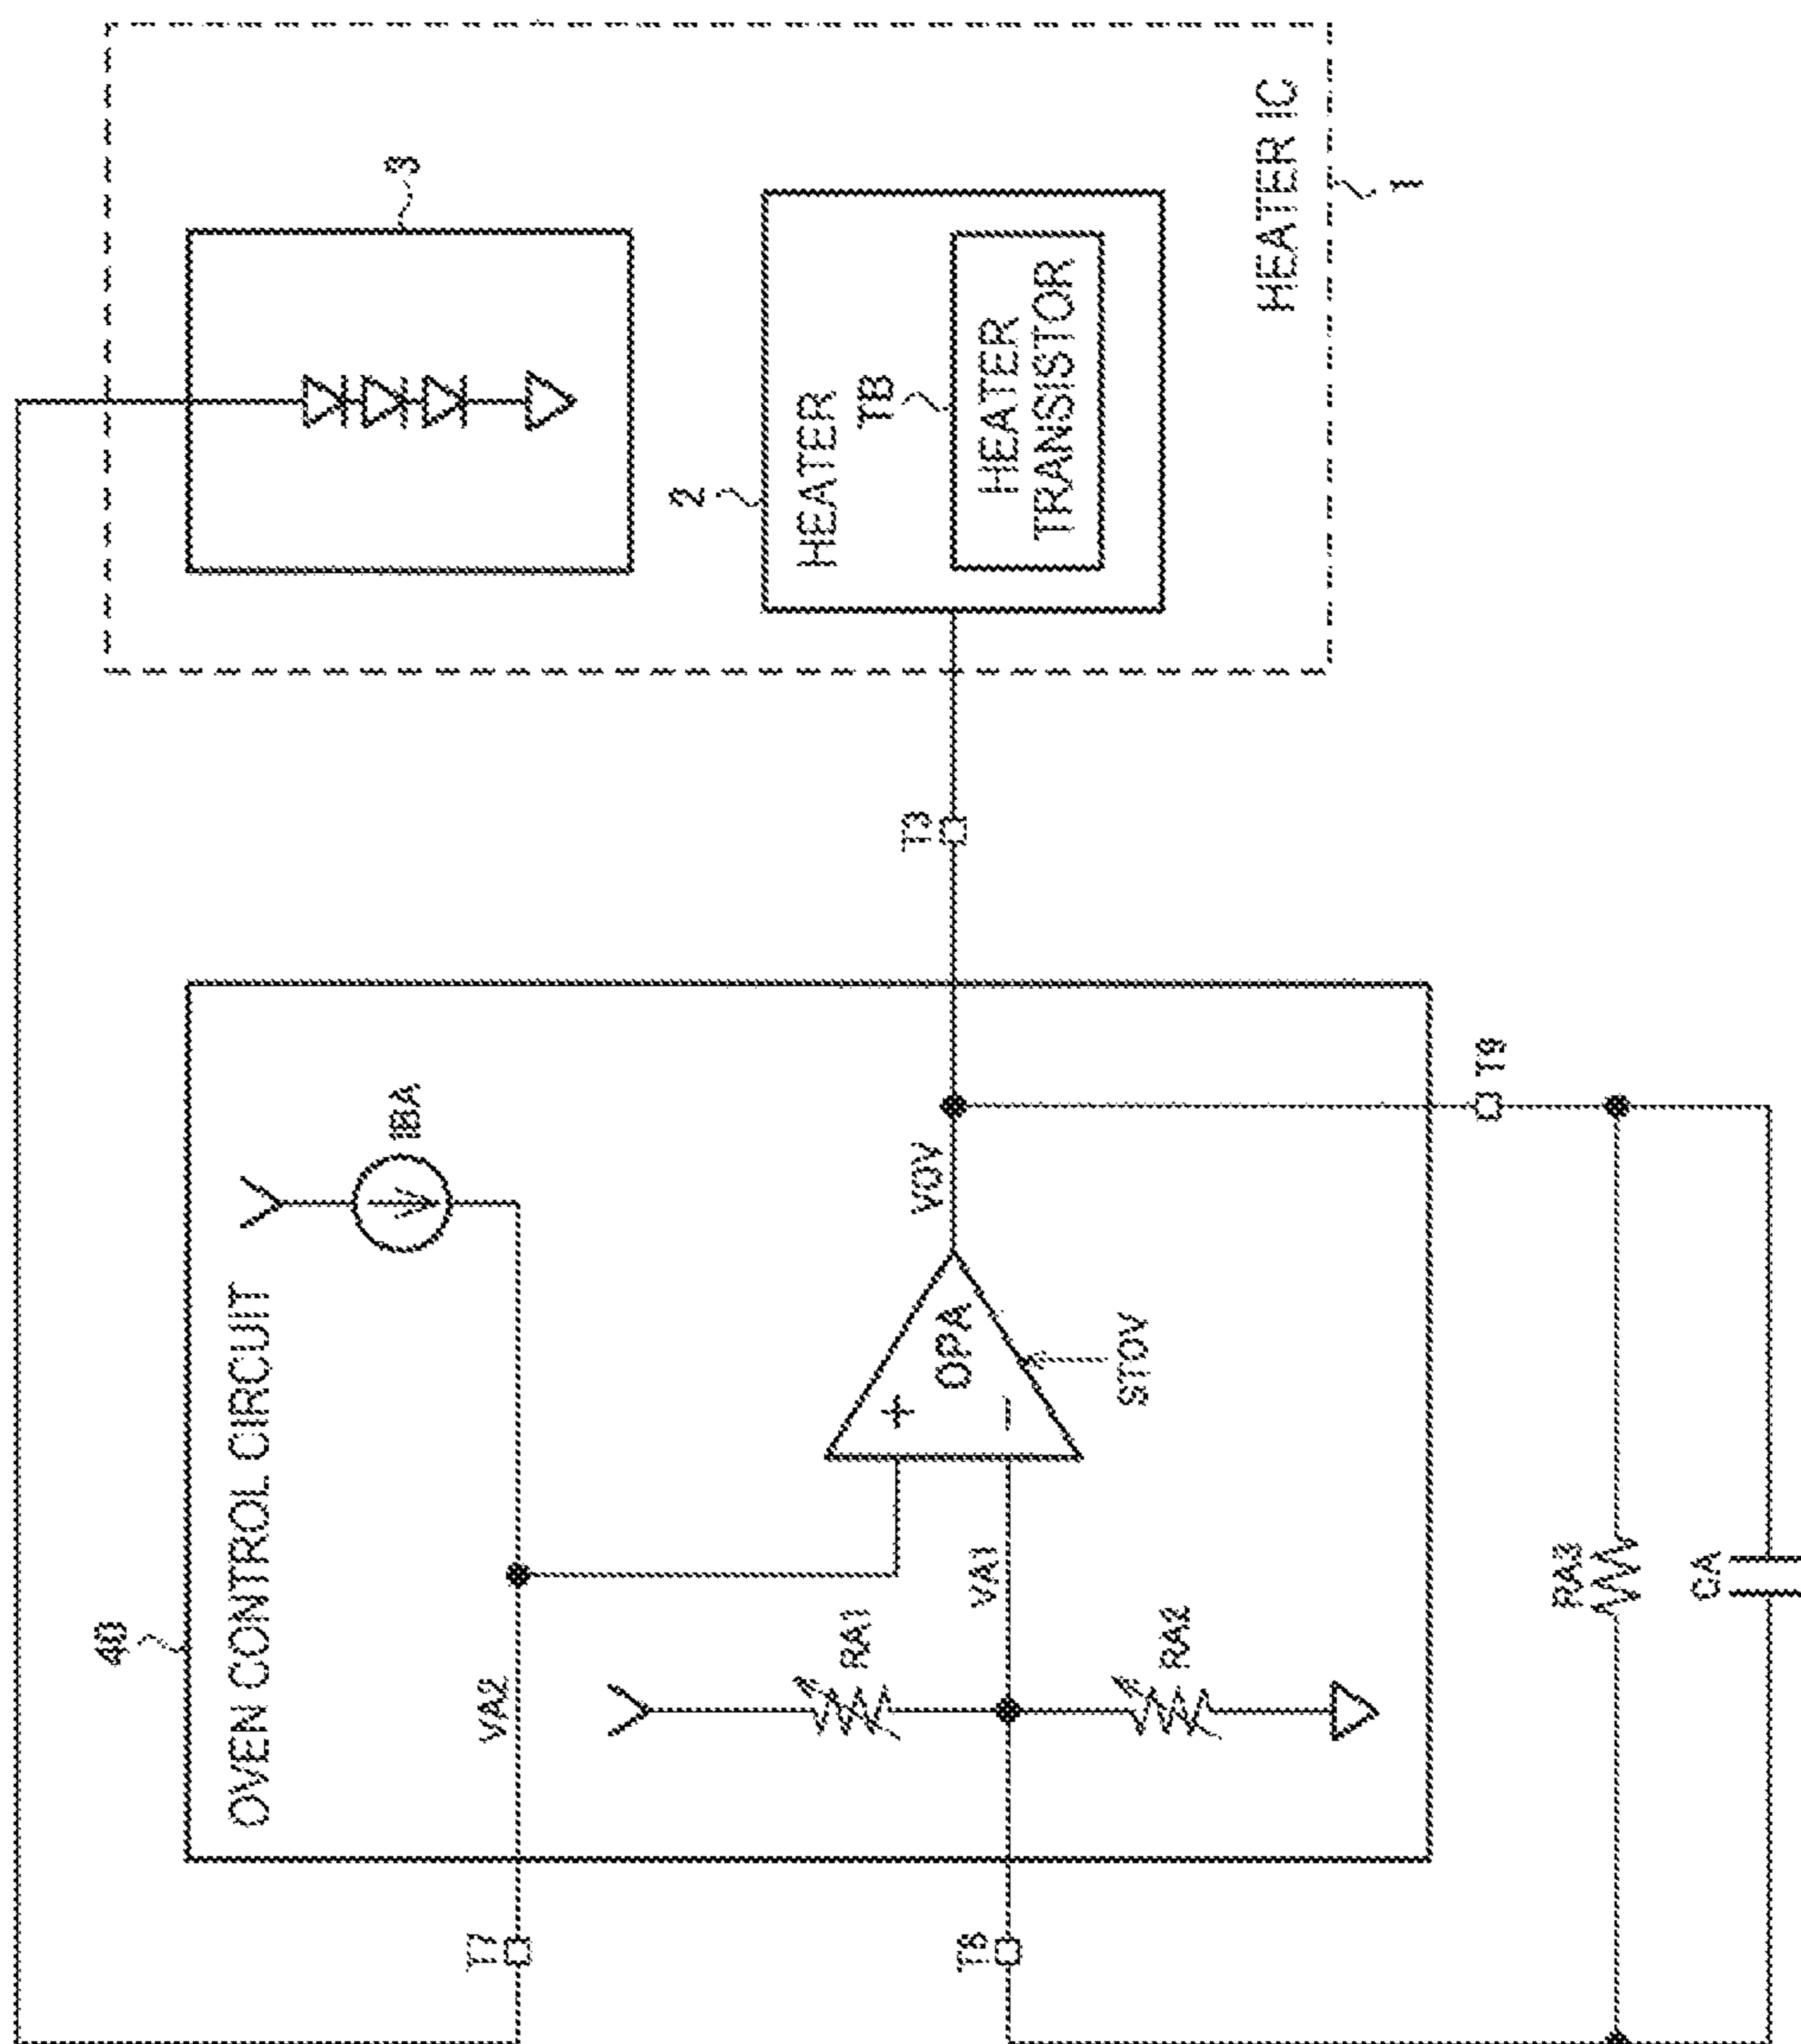 40
OVEN CONTROL CIRCUIT
IBA
3
T7
VA2
2
HEATER
RA1
TB
T3
VOV
OPA
+
T8
VA1
−
HEATER
TRANSISTOR
STOV
RA2
HEATER IC
1
T9
RA3
CA